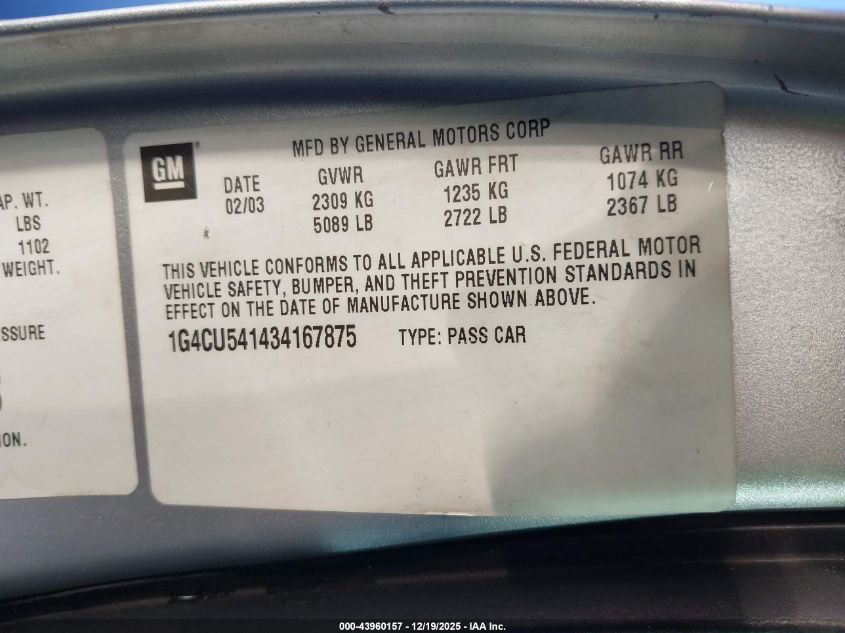 AP. WT.
LBS
1102
WEIGHT.
SSURE
ION.
GM®
MFD BY GENERAL MOTORS CORP
DATE GVWR GAWR FRT GAWR RR
02/03 2309 KG 1235 KG 1074 KG
5089 LB 2722 LB 2367 LB
THIS VEHICLE CONFORMS TO ALL APPLICABLE U.S. FEDERAL MOTOR
VEHICLE SAFETY, BUMPER, AND THEFT PREVENTION STANDARDS IN
EFFECT ON THE DATE OF MANUFACTURE SHOWN ABOVE.
1G4CU541434167875 TYPE: PASS CAR
000-43960157 - 12/19/2025 - IAA Inc.